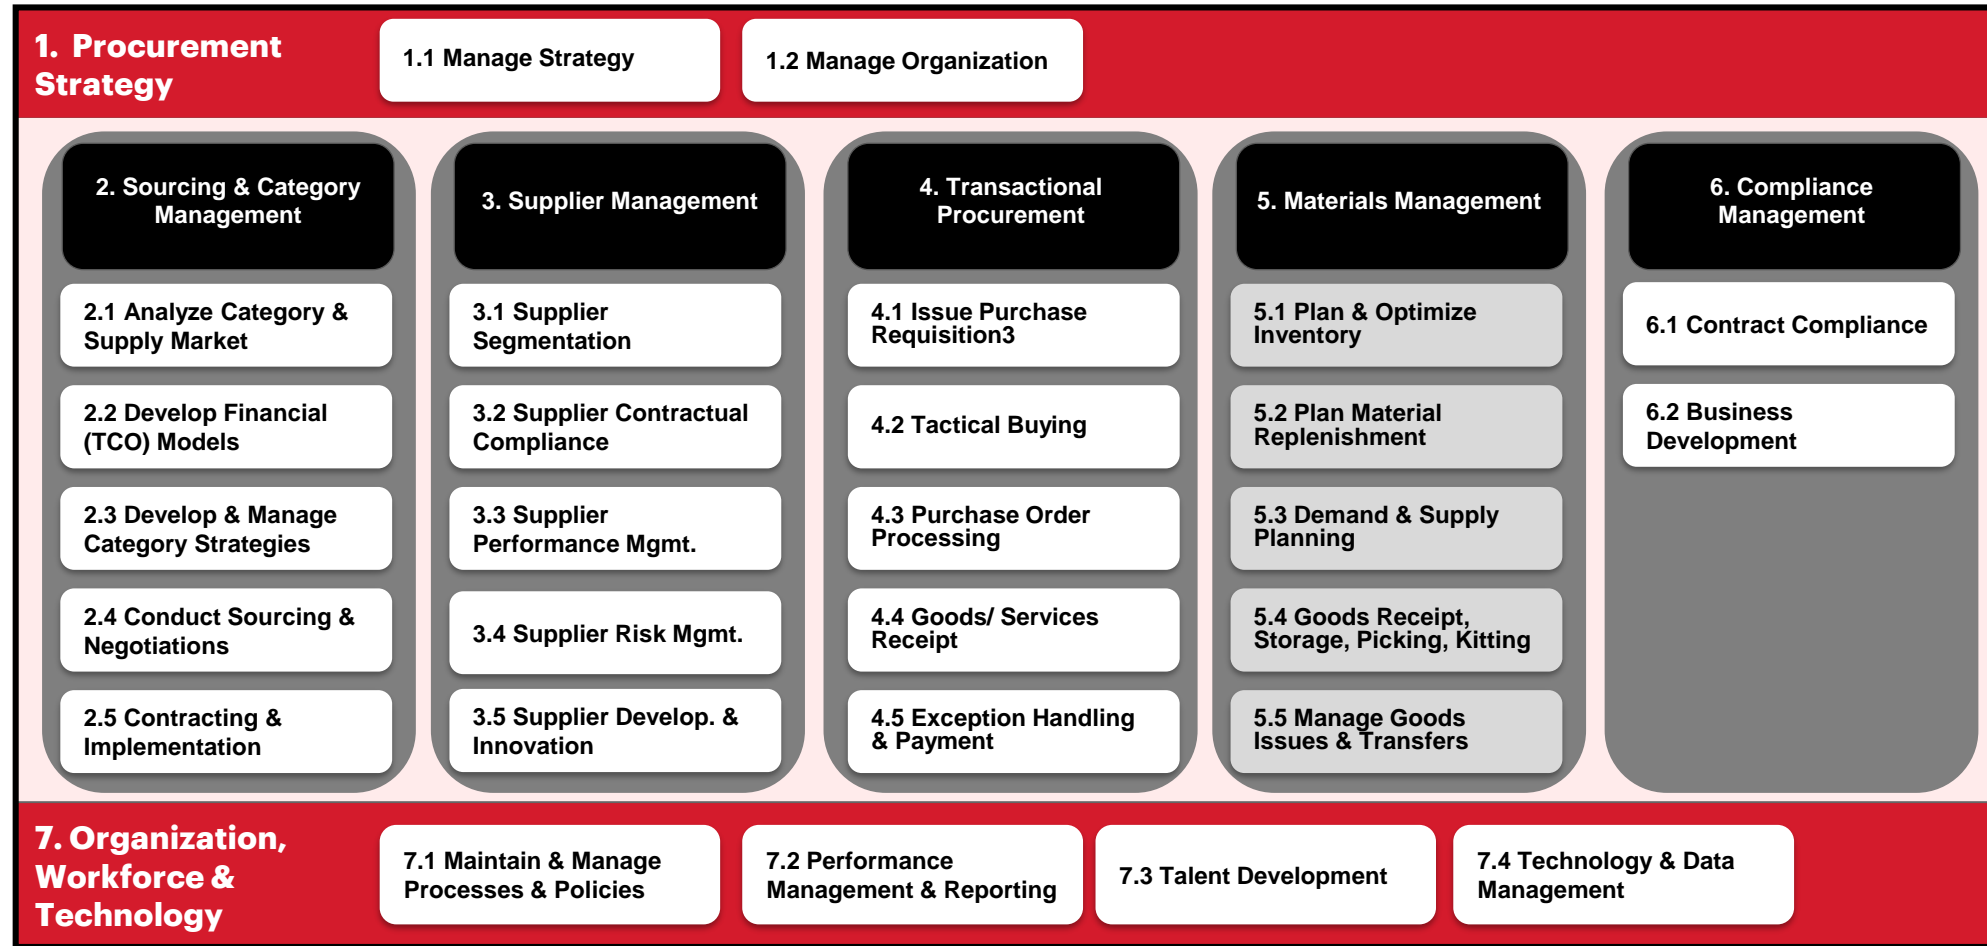 1. Procurement
Strategy
1.1 Manage Strategy
1.2 Manage Organization
2. Sourcing & Category
Management
2.1 Analyze Category &
Supply Market
2.2 Develop Financial
(TCO) Models
2.3 Develop & Manage
Category Strategies
2.4 Conduct Sourcing &
Negotiations
2.5 Contracting &
Implementation
3. Supplier Management
3.1 Supplier
Segmentation
3.2 Supplier Contractual
Compliance
3.3 Supplier
Performance Mgmt.
3.4 Supplier Risk Mgmt.
3.5 Supplier Develop. &
Innovation
4. Transactional
Procurement
4.1 Issue Purchase
Requisition3
4.2 Tactical Buying
4.3 Purchase Order
Processing
4.4 Goods/ Services
Receipt
4.5 Exception Handling
& Payment
5. Materials Management
5.1 Plan & Optimize
Inventory
5.2 Plan Material
Replenishment
5.3 Demand & Supply
Planning
5.4 Goods Receipt,
Storage, Picking, Kitting
5.5 Manage Goods
Issues & Transfers
6. Compliance
Management
6.1 Contract Compliance
6.2 Business
Development
7. Organization,
Workforce &
Technology
7.1 Maintain & Manage
Processes & Policies
7.2 Performance
Management & Reporting
7.3 Talent Development
7.4 Technology & Data
Management